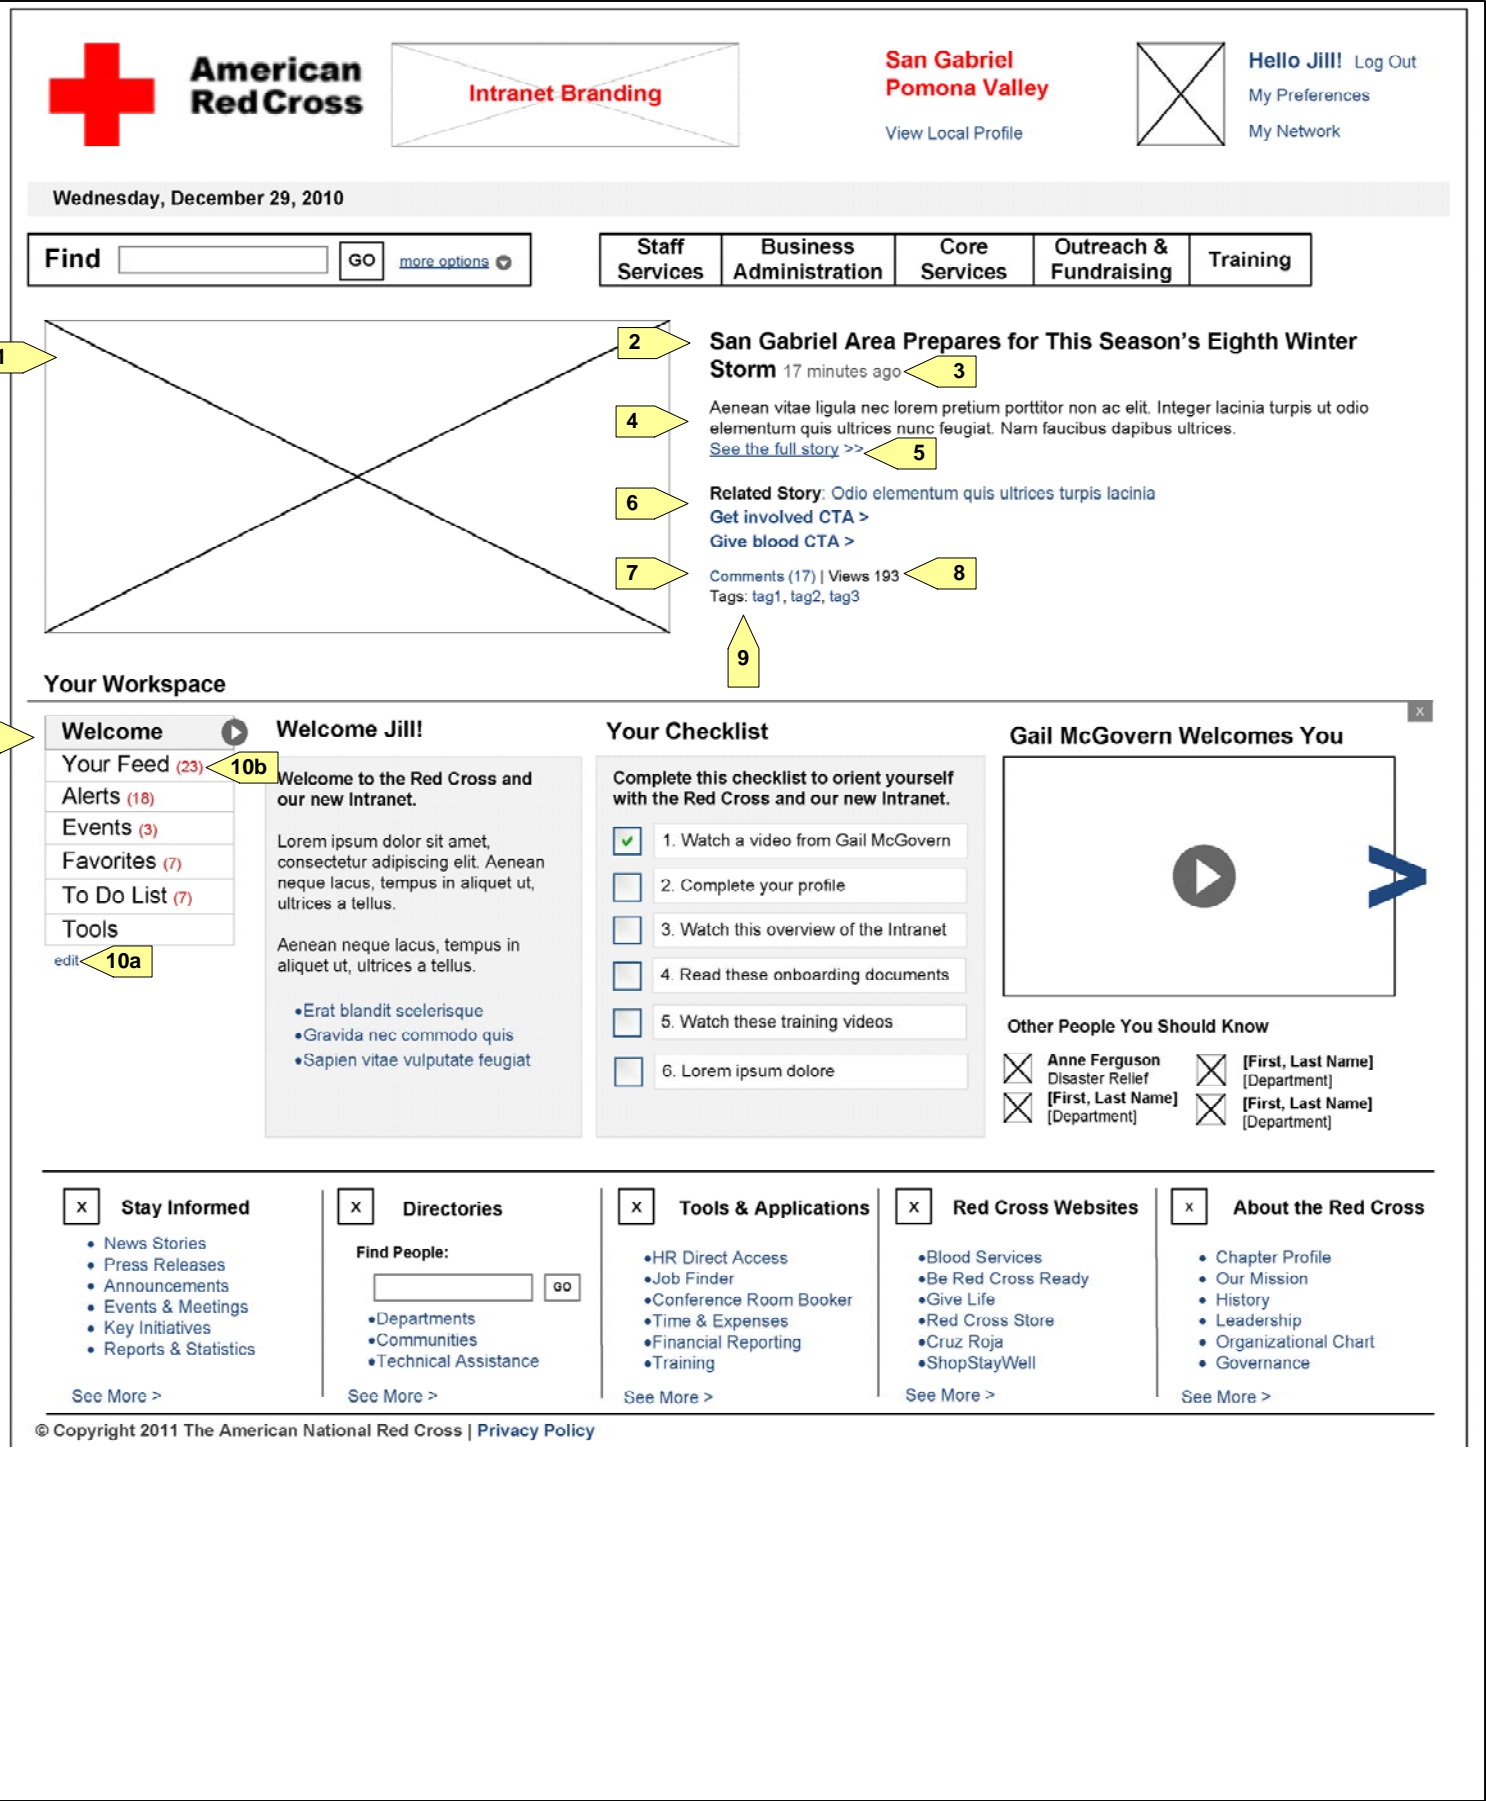 American
Red Cross
Intranet Branding
San Gabriel
Pomona Valley
View Local Profile
Hello Jill! Log Out
My Preferences
My Network
Wednesday, December 29, 2010
Find GO more options
Staff Services
Business Administration
Core Services
Outreach & Fundraising
Training
1
2
San Gabriel Area Prepares for This Season's Eighth Winter
Storm 17 minutes ago
3
4
Aenean vitae ligula nec lorem pretium porttitor non ac elit. Integer lacinia turpis ut odio
elementum quis ultrices nunc feugiat. Nam faucibus dapibus ultrices.
See the full story >>
5
6
Related Story: Odio elementum quis ultrices turpis lacinia
Get involved CTA >
Give blood CTA >
7
Comments (17) | Views 193
8
Tags: tag1, tag2, tag3
9
Your Workspace
X
Welcome
Your Feed (23)
10b
Alerts (18)
Events (3)
Favorites (7)
To Do List (7)
Tools
edit
10a
Welcome Jill!
Welcome to the Red Cross and
our new Intranet.
Lorem ipsum dolor sit amet,
consectetur adipiscing elit. Aenean
neque lacus, tempus in aliquet ut,
ultrices a tellus.
Aenean neque lacus, tempus in
aliquet ut, ultrices a tellus.
•Erat blandit scelerisque
•Gravida nec commodo quis
•Sapien vitae vulputate feugiat
Your Checklist
Complete this checklist to orient yourself
with the Red Cross and our new Intranet.
1. Watch a video from Gail McGovern
2. Complete your profile
3. Watch this overview of the Intranet
4. Read these onboarding documents
5. Watch these training videos
6. Lorem ipsum dolore
Gail McGovern Welcomes You
>
Other People You Should Know
Anne Ferguson
Disaster Relief
[First, Last Name]
[Department]
[First, Last Name]
[Department]
[First, Last Name]
[Department]
X Stay Informed
• News Stories
• Press Releases
• Announcements
• Events & Meetings
• Key Initiatives
• Reports & Statistics
See More >
X Directories
Find People:
GO
•Departments
•Communities
•Technical Assistance
See More >
X Tools & Applications
•HR Direct Access
•Job Finder
•Conference Room Booker
•Time & Expenses
•Financial Reporting
•Training
See More >
X Red Cross Websites
•Blood Services
•Be Red Cross Ready
•Give Life
•Red Cross Store
•Cruz Roja
•ShopStayWell
See More >
X About the Red Cross
• Chapter Profile
• Our Mission
• History
• Leadership
• Organizational Chart
• Governance
See More >
© Copyright 2011 The American National Red Cross | Privacy Policy